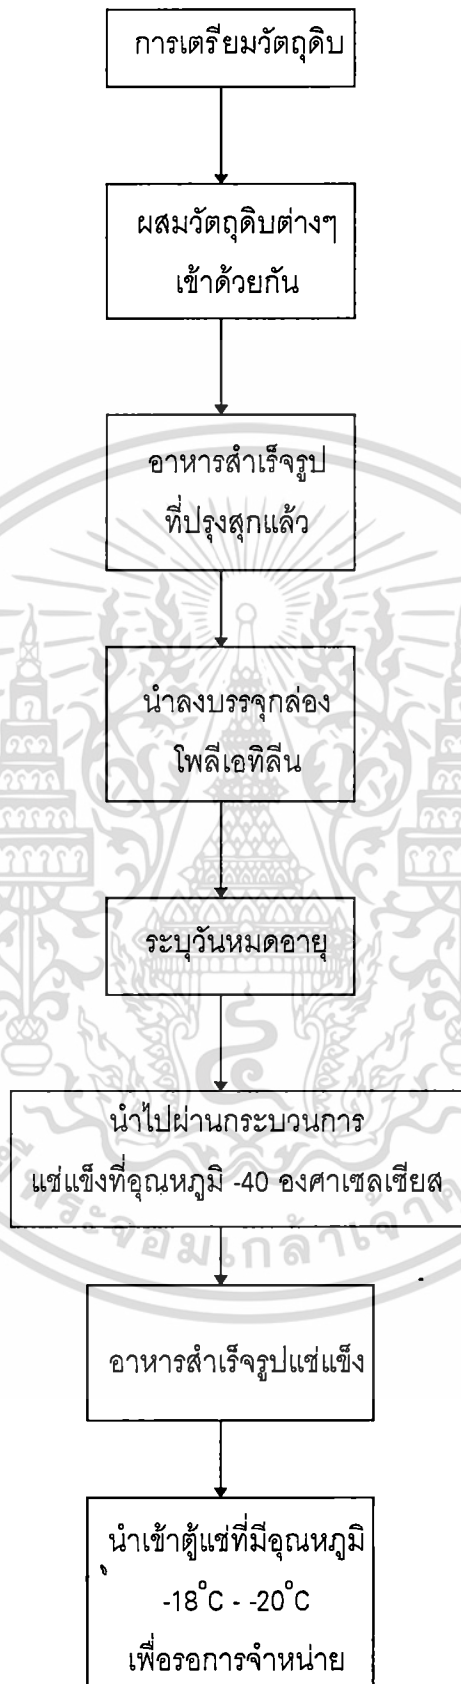 การเตรียมวัตถุดิบ
ผสมวัตถุดิบต่างๆ
เข้าด้วยกัน
อาหารสำเร็จรูป
ที่ปรุงสุกแล้ว
นำลงบรรจุกล่อง
โพลีเอทิลีน
ระบุวันหมดอายุ
นำไปผ่านกระบวนการ
แช่แข็งที่อุณหภูมิ -40 องศาเซลเซียส
อาหารสำเร็จรูปแช่แข็ง
นำเข้าตู้แช่ที่มีอุณหภูมิ
-18°C - -20°C
เพื่อรอการจำหน่าย